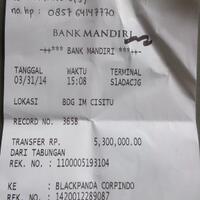 no. hp : 0857 64147770
BANK MANDIRI
--++*** BANK MANDIRI ***++--
TANGGAL WAKTU TERMINAL
03/31/14 15:08 S1ADACJG
LOKASI BDG IM CISITU
RECORD NO. 3658
TRANSFER RP. 5,300,000.00
DARI TABUNGAN
REK. NO. : 1100005193104
KE : BLACKPANDA CORPINDO
REK. NO. : 1420012289087